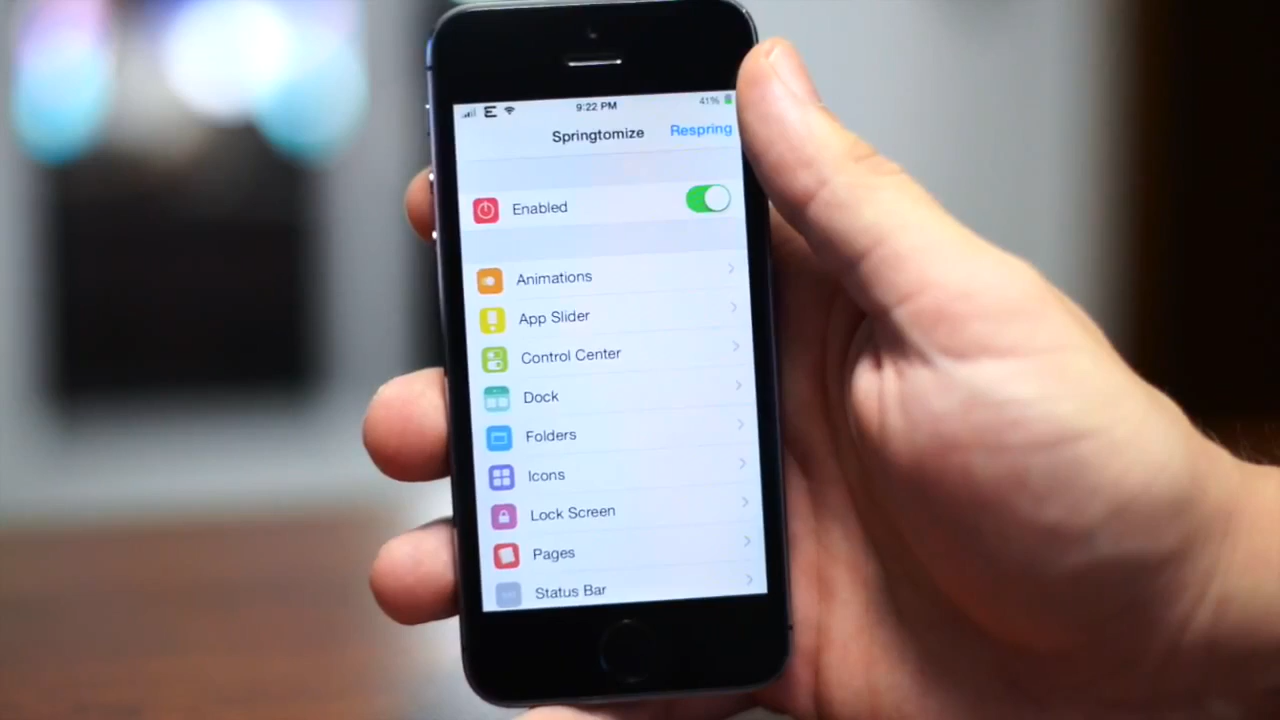 E 9:22 PM 41%
Springtomize Respring
Enabled
Animations
App Slider
Control Center
Dock
Folders
Icons
Lock Screen
Pages
Status Bar